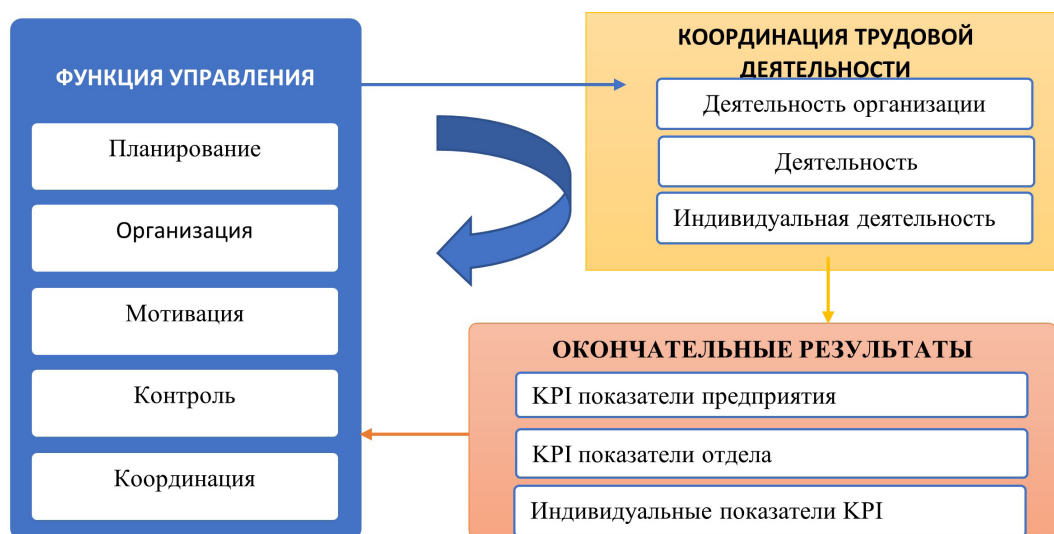 ФУНКЦИЯ УПРАВЛЕНИЯ
Планирование
Организация
Мотивация
Контроль
Координация
КООРДИНАЦИЯ ТРУДОВОЙ
ДЕЯТЕЛЬНОСТИ
Деятельность организации
Деятельность
Индивидуальная деятельность
ОКОНЧАТЕЛЬНЫЕ РЕЗУЛЬТАТЫ
KPI показатели предприятия
KPI показатели отдела
Индивидуальные показатели KPI